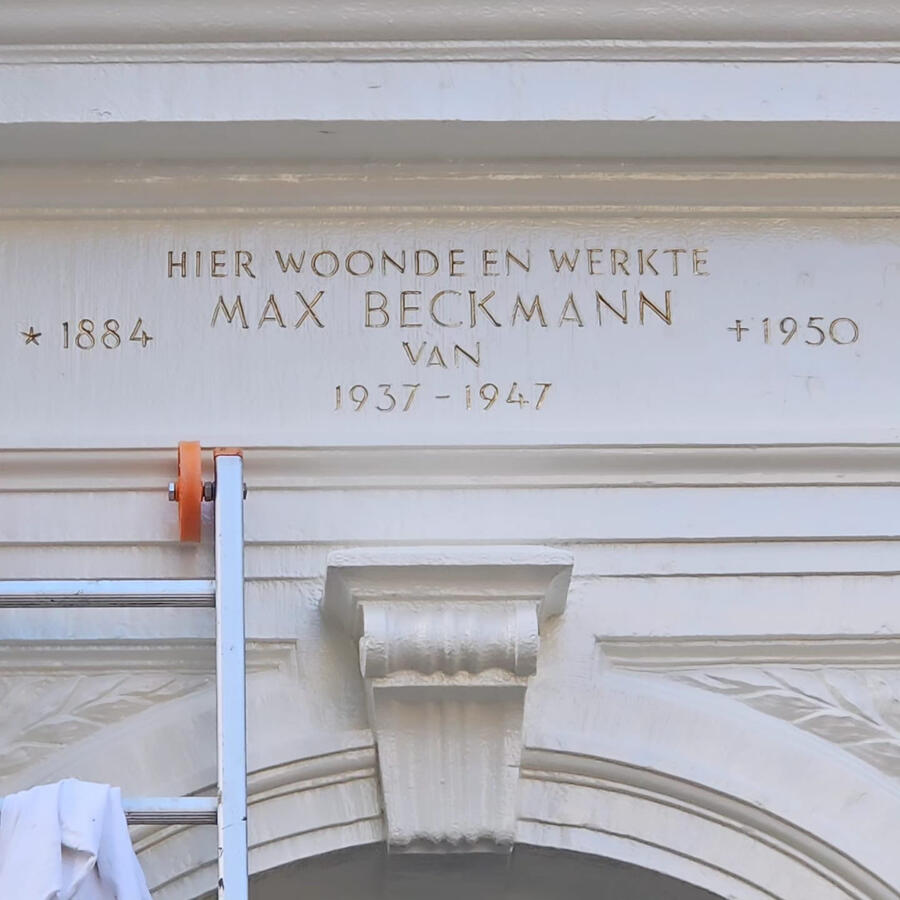 HIER WOONDE EN WERKTE
MAX BECKMANN
* 1884
+1950
VAN
1937-1947